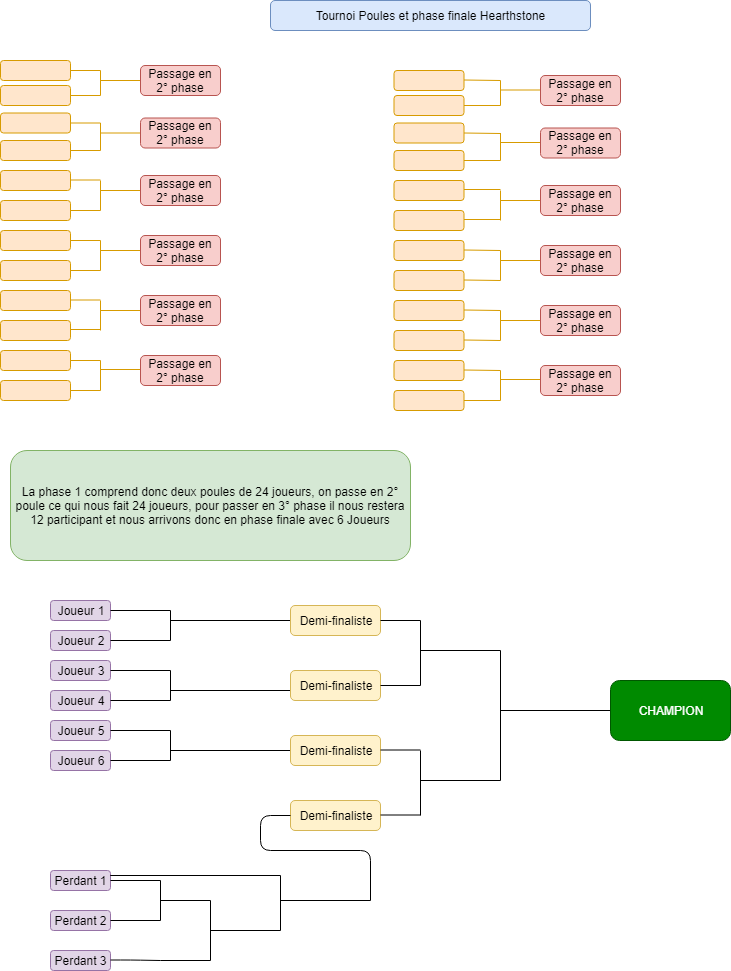 Tournoi Poules et phase finale Hearthstone
Passage en
2° phase
Passage en
2° phase
Passage en
2° phase
Passage en
2° phase
Passage en
2° phase
Passage en
2° phase
Passage en
2° phase
Passage en
2° phase
Passage en
2° phase
Passage en
2° phase
Passage en
2° phase
Passage en
2° phase
La phase 1 comprend donc deux poules de 24 joueurs, on passe en 2°
poule ce qui nous fait 24 joueurs, pour passer en 3° phase il nous restera
12 participant et nous arrivons donc en phase finale avec 6 Joueurs
Joueur 1
Joueur 2
Joueur 3
Joueur 4
Joueur 5
Joueur 6
Demi-finaliste
Demi-finaliste
Demi-finaliste
Demi-finaliste
CHAMPION
Perdant 1
Perdant 2
Perdant 3